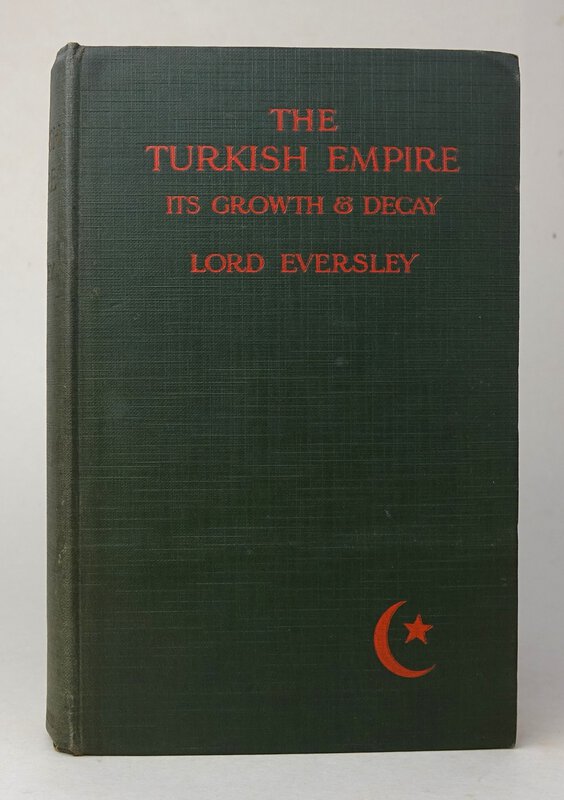 THE
TURKISH EMPIRE
ITS GROWTH & DECAY
LORD EVERSLEY